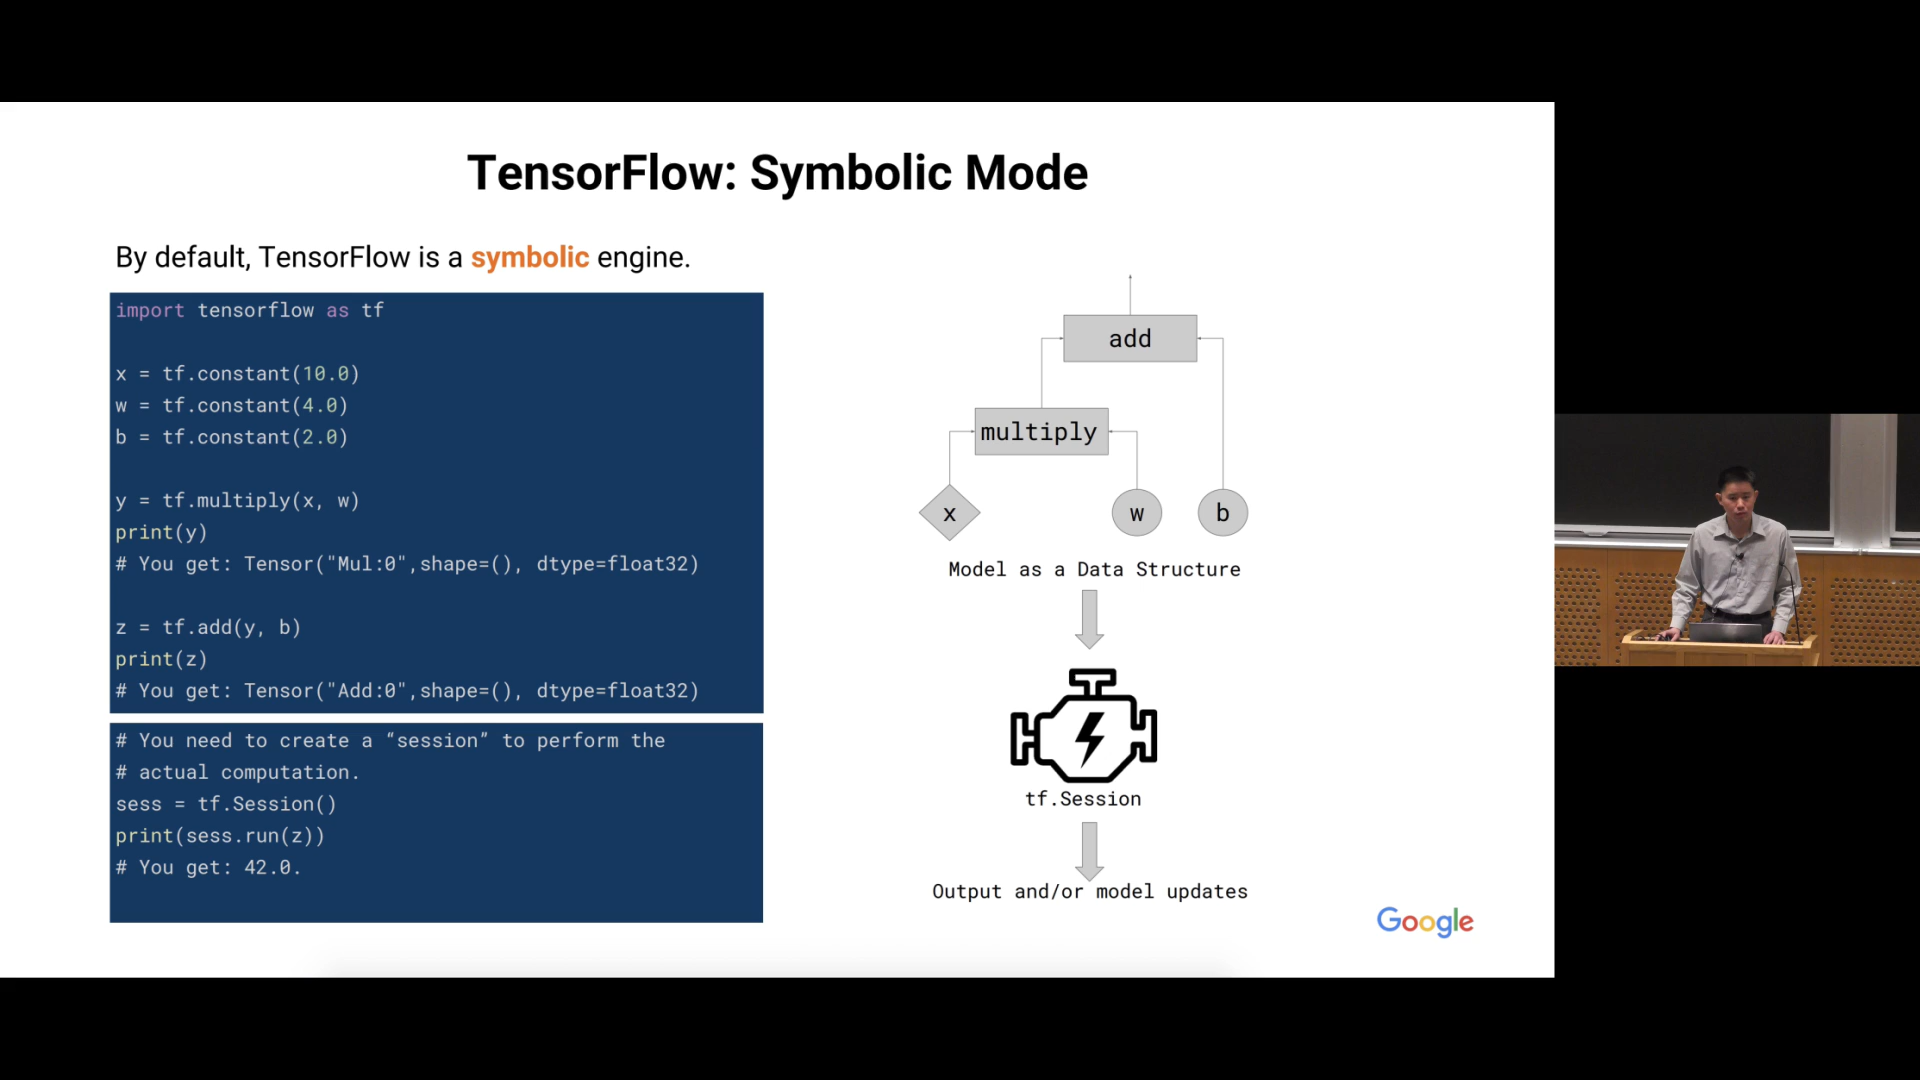 TensorFlow: Symbolic Mode
By default, TensorFlow is a symbolic engine.
import tensorflow as tf
x = tf.constant(10.0)
w = tf.constant(4.0)
b = tf.constant(2.0)
y = tf.multiply(x, w)
print(y)
# You get: Tensor("Mul:0",shape=(), dtype=float32)
z = tf.add(y, b)
print(z)
# You get: Tensor("Add:0",shape=(), dtype=float32)
# You need to create a “session” to perform the
# actual computation.
sess = tf.Session()
print(sess.run(z))
# You get: 42.0.
add
multiply
x w b
Model as a Data Structure
tf.Session
Output and/or model updates
Google